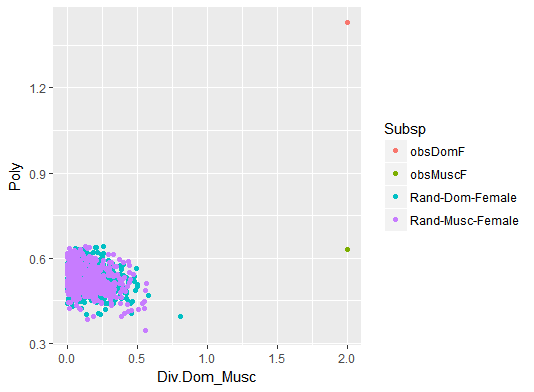 Poly
1.2
0.9
0.6
0.3
0.0 0.5 1.0 1.5 2.0
Div.Dom_Musc
Subsp
obsDomF
obsMuscF
Rand-Dom-Female
Rand-Musc-Female